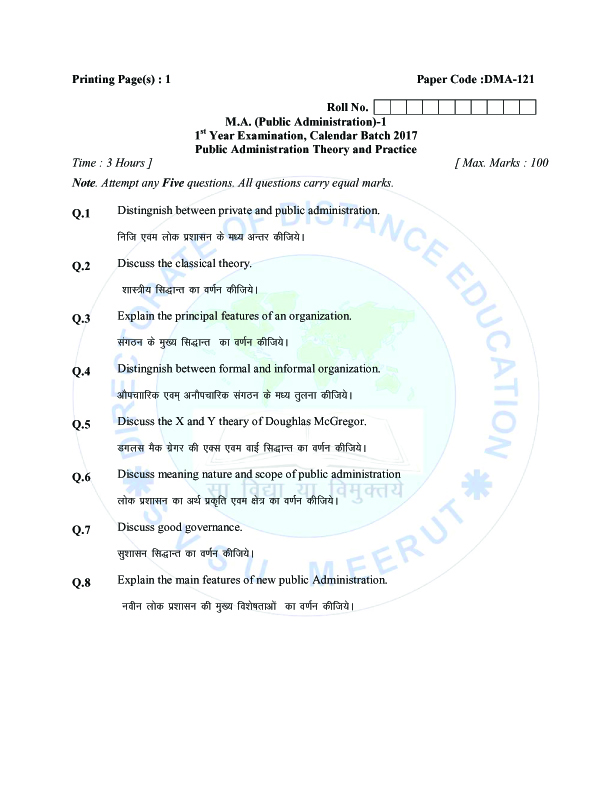 Printing Page(s) : 1 Paper Code :DMA-121
Roll No.
M.A. (Public Administration)-1
1st Year Examination, Calendar Batch 2017
Public Administration Theory and Practice
Time : 3 Hours ] [ Max. Marks : 100
Note. Attempt any Five questions. All questions carry equal marks.
Q.1 Distingnish between private and public administration.
निजि एवम लोक प्रशासन के मध्य अन्तर कीजिये।
Q.2 Discuss the classical theory.
शास्त्रीय सिद्धान्त का वर्णन कीजिये।
Q.3 Explain the principal features of an organization.
संगठन के मुख्य सिद्धान्त का वर्णन कीजिये।
Q.4 Distingnish between formal and informal organization.
औपचाारिक एवम् अनौपचारिक संगठन के मध्य तुलना कीजिये।
Q.5 Discuss the X and Y theory of Doughlas McGregor.
डगलस मैक ग्रेगर की एक्स एवम वाई सिद्धान्त का वर्णन कीजिये।
Q.6 Discuss meaning nature and scope of public administration
लोक प्रशासन का अर्थ प्रकृति एवम क्षेत्र का वर्णन कीजिये।
Q.7 Discuss good governance.
सुशासन सिद्धान्त का वर्णन कीजिये।
Q.8 Explain the main features of new public Administration.
नवीन लोक प्रशासन की मुख्य विशेषताओं का वर्णन कीजिये।
DIRECTORATE OF DISTANCE EDUCATION
सा विद्या या विमुक्तये
S V S U MEERUT